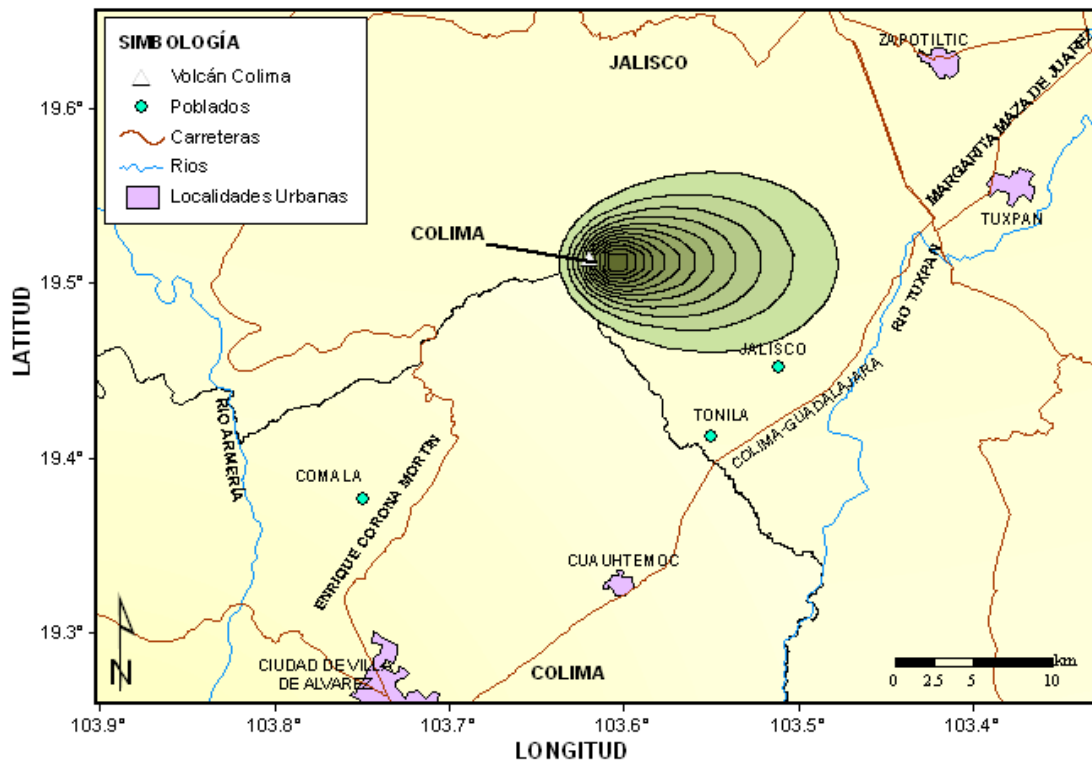 SIMBOLOGÍA
Volcán Colima
Poblados
Carreteras
Rios
Localidades Urbanas
JALISCO
ZAPOTILTIC
MARGARITA MAZA DE JUAREZ
TUXPAN
COLIMA
RIO TUXPAN
JALISCO
TONILA
COLIMA-GUADALAJARA
RIO ARMERÍA
COMALA
ENRIQUE CORONA MORTIN
CUAUHTEMOC
CIUDAD DE VILLA
DE ALVAREZ
COLIMA
N
km
0 2.5 5 10
19.6°
19.5°
19.4°
19.3°
LATITUD
103.9° 103.8° 103.7° 103.6° 103.5° 103.4°
LONGITUD